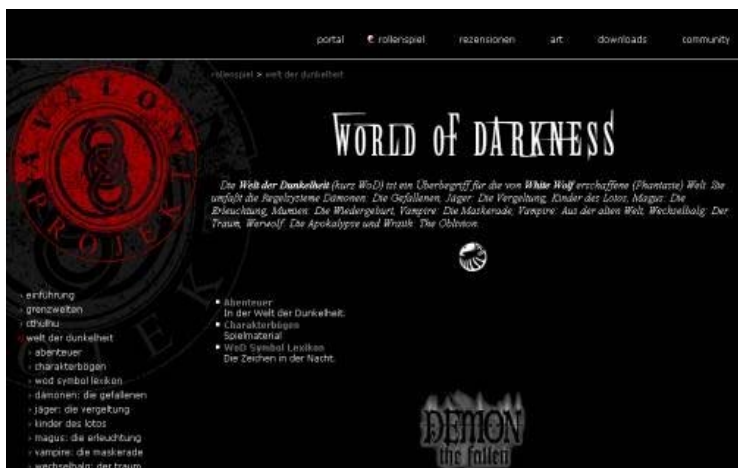 portal rollenspiel rezensionen art downloads community
rollenspiel > welt der dunkelheit
AVALON
PROJEKT
WORLD OF DARKNESS
Die Welt der Dunkelheit (kurz WoD) ist ein Überbegriff für die von White Wolf erschaffene (Phantasie) Welt. Sie
umfaßt die Regelsysteme Dämonen: Die Gefallenen, Jäger: Die Vergeltung, Kinder des Lotos, Magus: Die
Erleuchtung, Mumien: Die Wiedergeburt, Vampire: Die Maskerade, Vampire: Aus der alten Welt, Wechselbalg: Der
Traum, Werwolf: Die Apokalypse und Wraith: The Oblivion.
einführung
grenzwelten
cthulhu
welt der dunkelheit
abenteuer
charakterbögen
wod symbol lexikon
dämonen: die gefallenen
jäger: die vergeltung
kinder des lotos
magus: die erleuchtung
vampire: die maskerade
wechselbalg: der traum
Abenteuer
In der Welt der Dunkelheit.
Charakterbögen
Spielmaterial
WoD Symbol Lexikon
Die Zeichen in der Nacht.
DEMON
the fallen